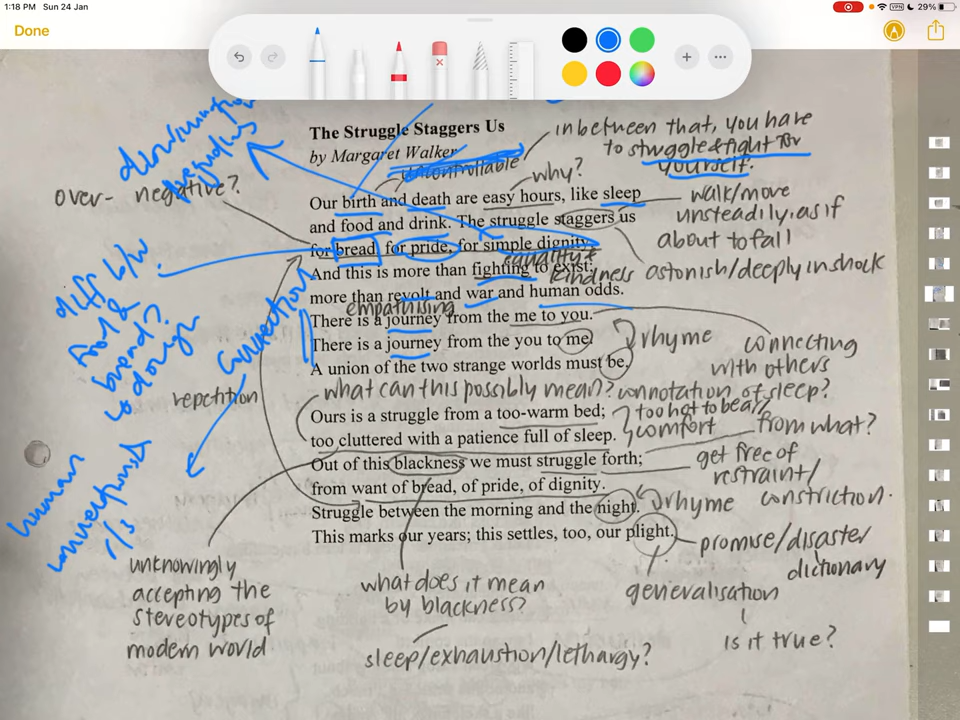 1:18 PM Sun 24 Jan
VPN
29%
Done
The Struggle Staggers Us
by Margaret Walker
uncontrollable
in between that, you have
to struggle & fight for
yourself.
why?
over- negative?
Our birth and death are easy hours, like sleep
and food and drink. The struggle staggers us
for bread, for pride, for simple dignity.
And this is more than fighting to exist;
more than revolt and war and human odds.
There is a journey from the me to you.
There is a journey from the you to me.
A union of the two strange worlds must be.
walk/move
unsteadily, as if
about to fall
astonish/deeply in shock
kindness
empathising
diff b/w
food &
bread?
connection
rhyme
connecting
with others
repetition
what can this possibly mean? connotation of sleep?
Ours is a struggle from a too-warm bed;
too cluttered with a patience full of sleep.
Out of this blackness we must struggle forth;
from want of bread, of pride, of dignity.
Struggle between the morning and the night.
This marks our years; this settles, too, our plight.
too hot to bear/
comfort
from what?
get free of
restraint/
constriction.
rhyme
promise/disaster
dictionary
human
unknowingly
accepting the
stereotypes of
modern world
what does it mean
by blackness?
sleep/exhaustion/lethargy?
generalisation
is it true?